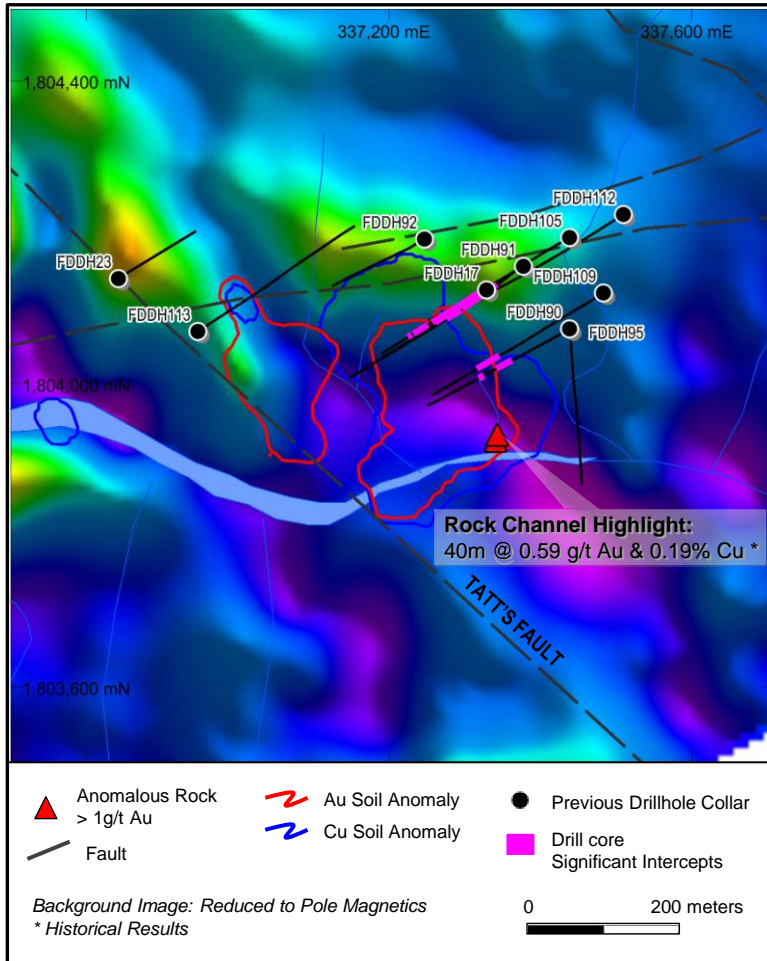 337,200 mE
337,600 mE
1,804,400 mN
FDDH112
FDDH92
FDDH105
FDDH91
FDDH23
FDDH17
FDDH109
FDDH113
FDDH90
FDDH95
1,804,000 mN
Rock Channel Highlight:
40m @ 0.59 g/t Au & 0.19% Cu *
TATT'S FAULT
1,803,600 mN
Anomalous Rock
> 1g/t Au
Fault
Au Soil Anomaly
Cu Soil Anomaly
Previous Drillhole Collar
Drill core
Significant Intercepts
Background Image: Reduced to Pole Magnetics
* Historical Results
0 200 meters